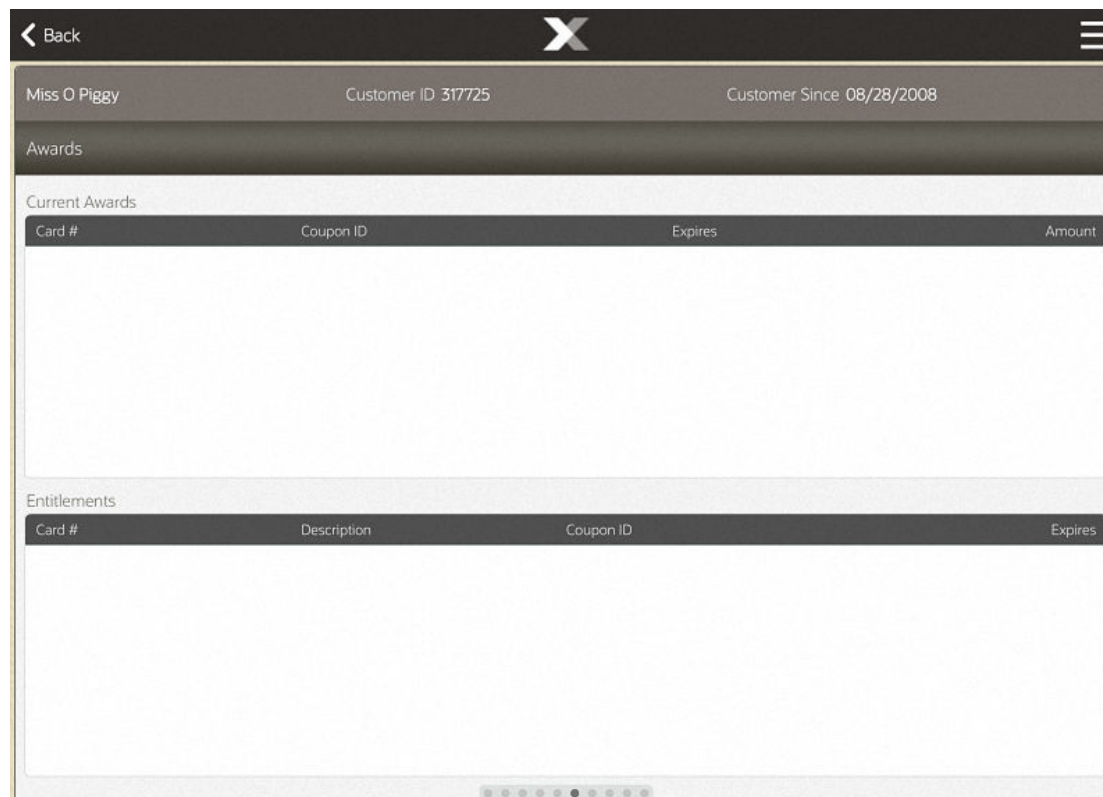 Back
Miss O Piggy Customer ID 317725 Customer Since 08/28/2008
Awards
Current Awards
Card # Coupon ID Expires Amount
Entitlements
Card # Description Coupon ID Expires